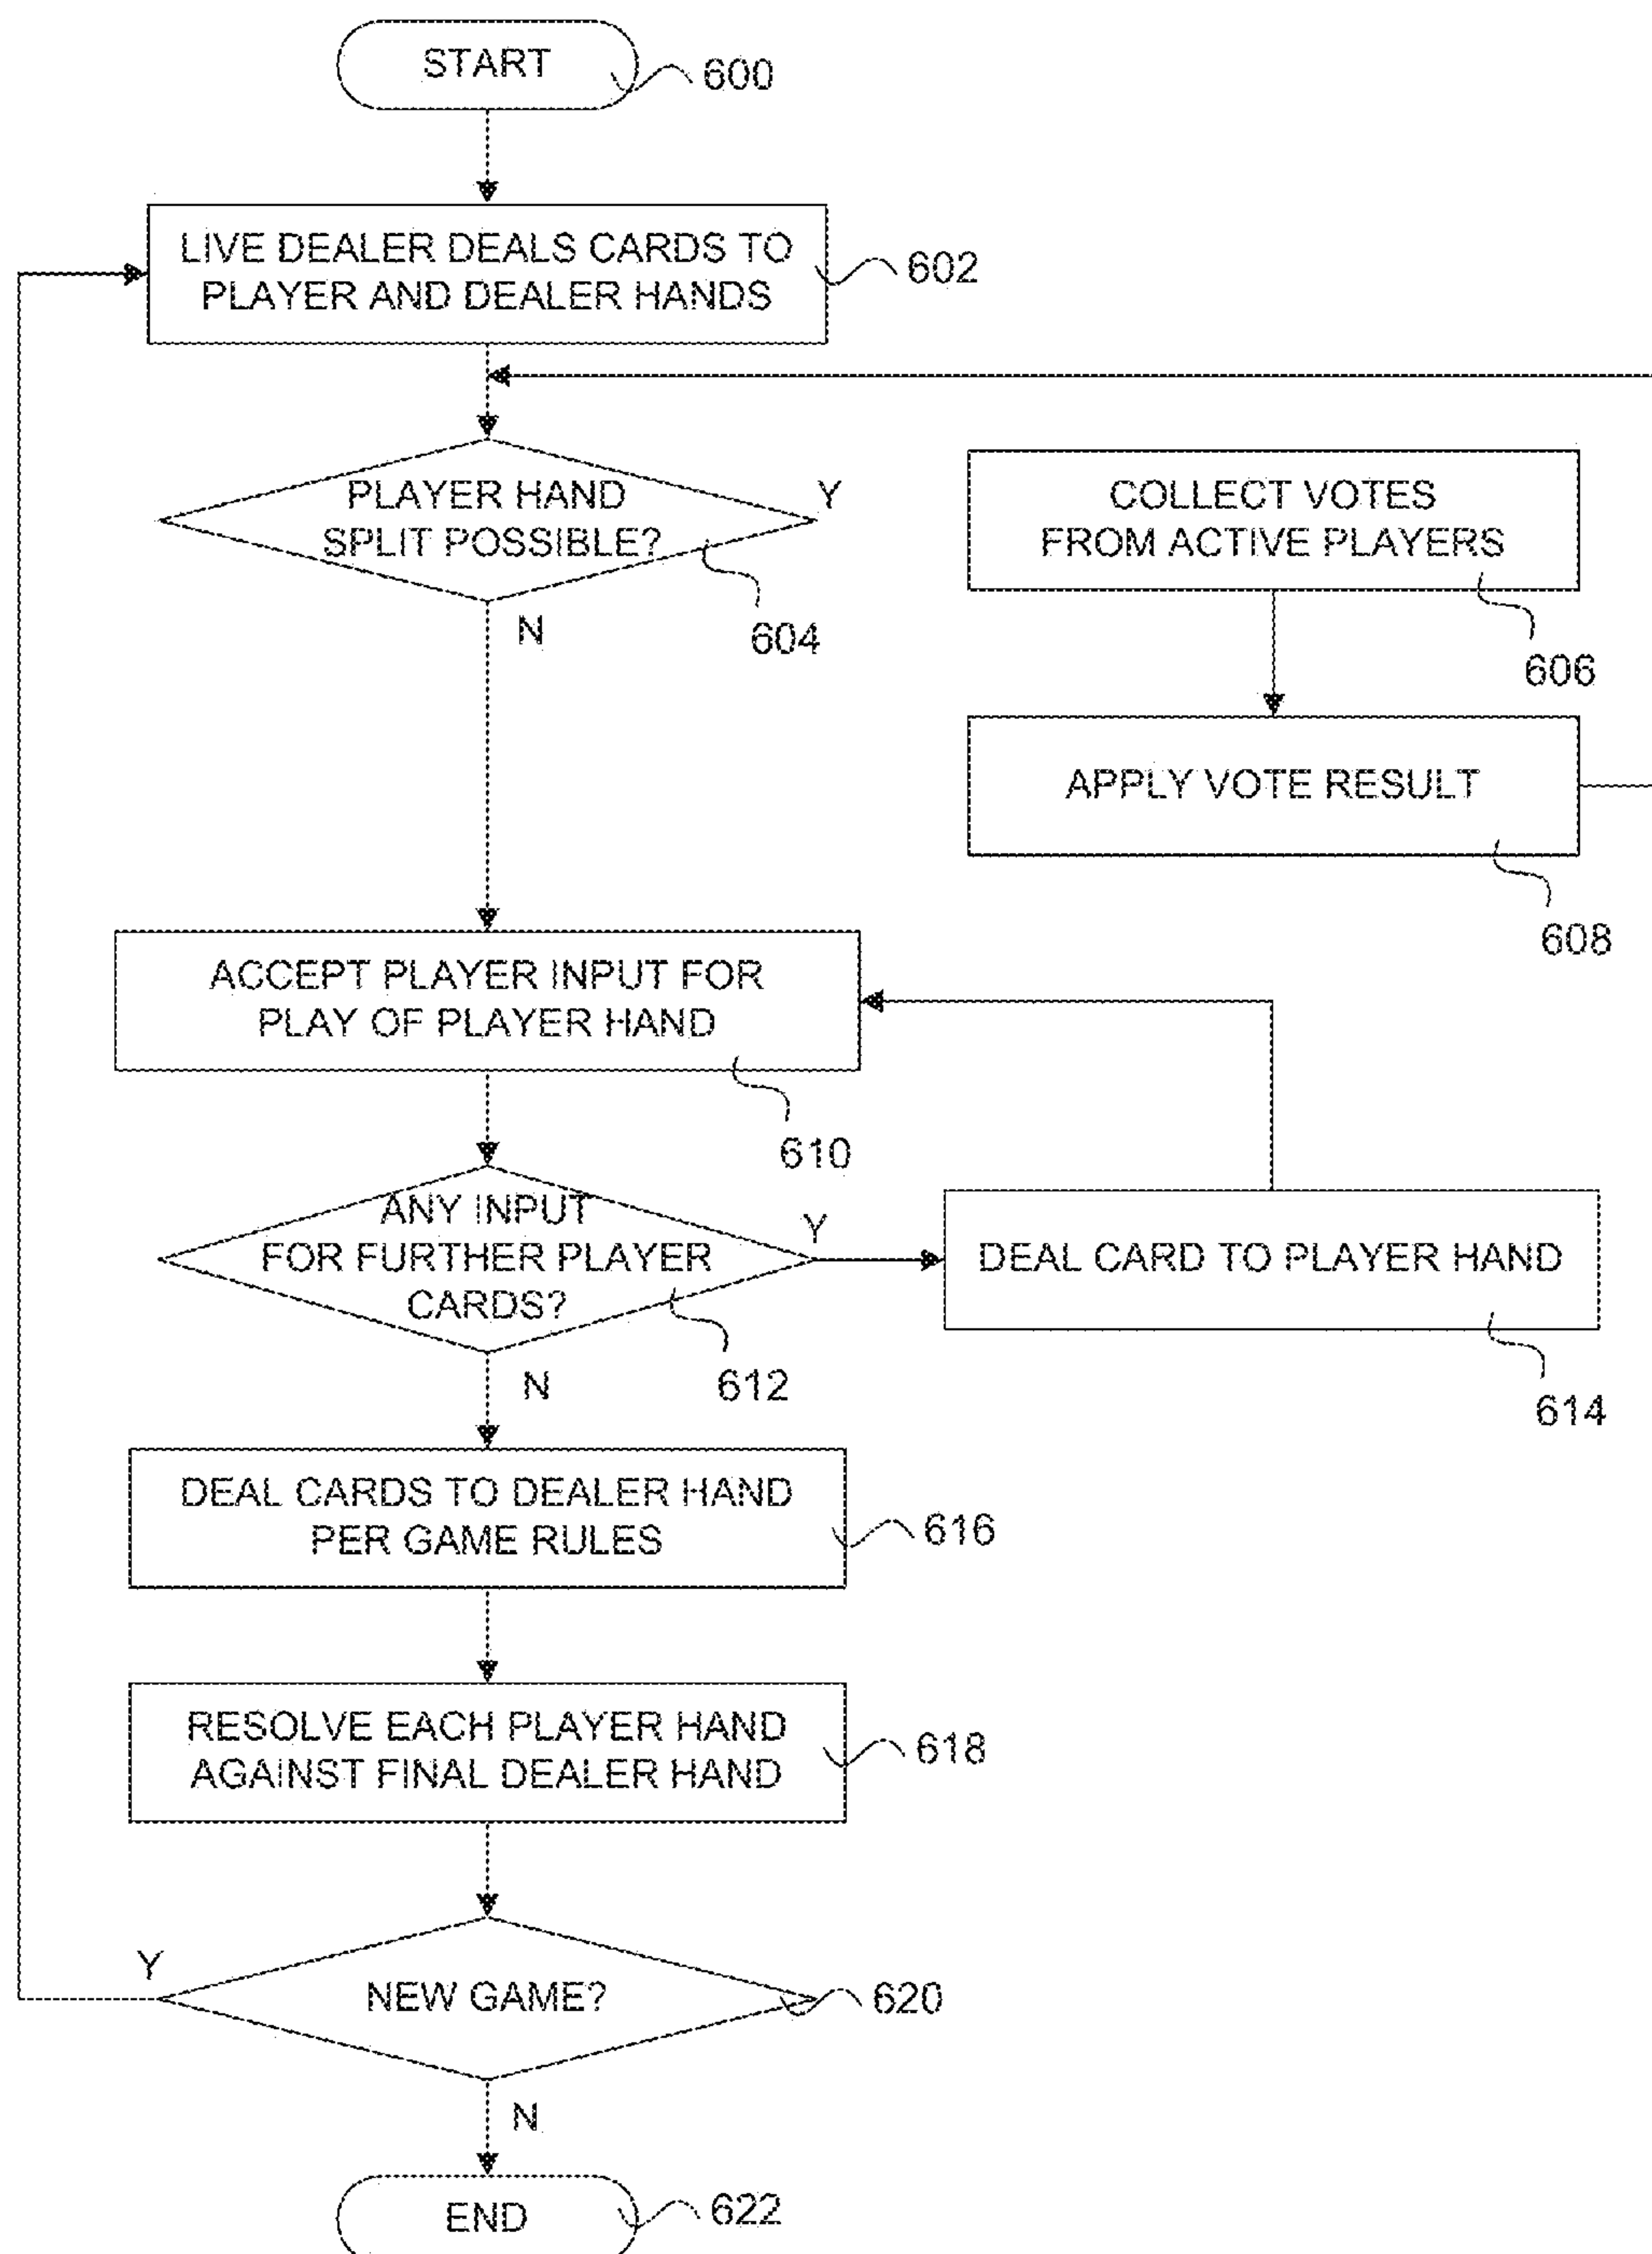 START
600
LIVE DEALER DEALS CARDS TO
PLAYER AND DEALER HANDS
602
PLAYER HAND
SPLIT POSSIBLE?
Y
604
N
COLLECT VOTES
FROM ACTIVE PLAYERS
606
APPLY VOTE RESULT
608
ACCEPT PLAYER INPUT FOR
PLAY OF PLAYER HAND
610
ANY INPUT
FOR FURTHER PLAYER
CARDS?
Y
612
N
DEAL CARD TO PLAYER HAND
614
DEAL CARDS TO DEALER HAND
PER GAME RULES
616
RESOLVE EACH PLAYER HAND
AGAINST FINAL DEALER HAND
618
Y
NEW GAME?
620
N
END
622